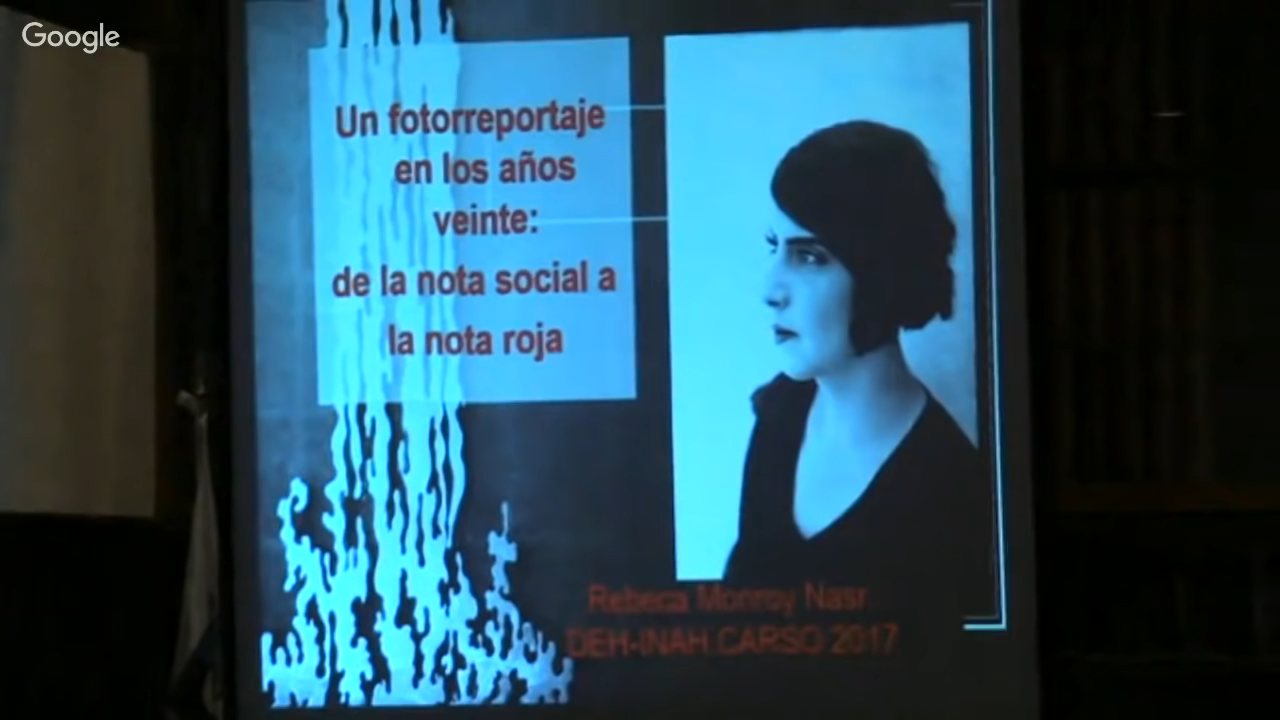 Google
Un fotorreportaje
en los años
veinte:
de la nota social a
la nota roja
Rebeca Monroy Nasr
DEH-INAH CARSO 2017